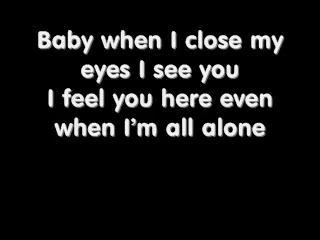 Baby when I close my
eyes I see you
I feel you here even
when I’m all alone